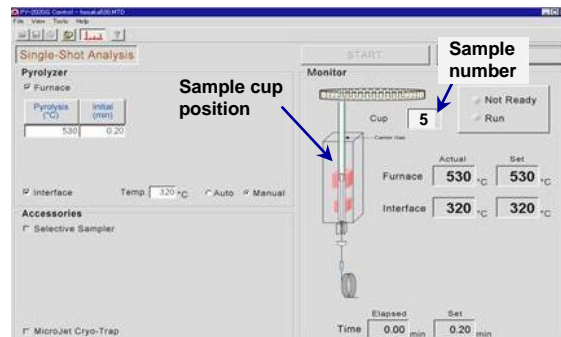 PY-2020iD Control - hosaka530.MTD
File View Tools Help
Single-Shot Analysis
START
Sample number
Pyrolyzer
Monitor
Furnace
Sample cup position
Pyrolysis (°C) Initial (min)
530 0.20
Cup 5
Not Ready
Run
Carrier Gas
Actual Set
Furnace 530 °C 530 °C
Interface Temp. 320 °C Auto Manual
Interface 320 °C 320 °C
Accessories
Selective Sampler
Elapsed Set
MicroJet Cryo-Trap
Time 0.00 min 0.20 min